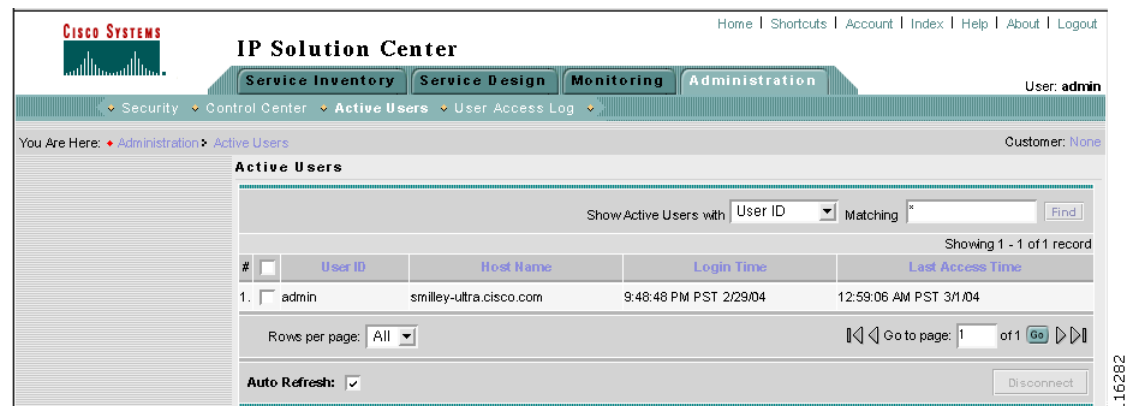 CISCO SYSTEMS
Home | Shortcuts | Account | Index | Help | About | Logout
IP Solution Center
Service Inventory Service Design Monitoring Administration
User: admin
Security Control Center Active Users User Access Log
You Are Here: Administration Active Users Customer: None
Active Users
Show Active Users with User ID Matching * Find
Showing 1 - 1 of 1 record
# User ID Host Name Login Time Last Access Time
1. admin smilley-ultra.cisco.com 9:48:48 PM PST 2/29/04 12:59:06 AM PST 3/1/04
Rows per page: All Go to page: 1 of 1 Go
Auto Refresh: Disconnect